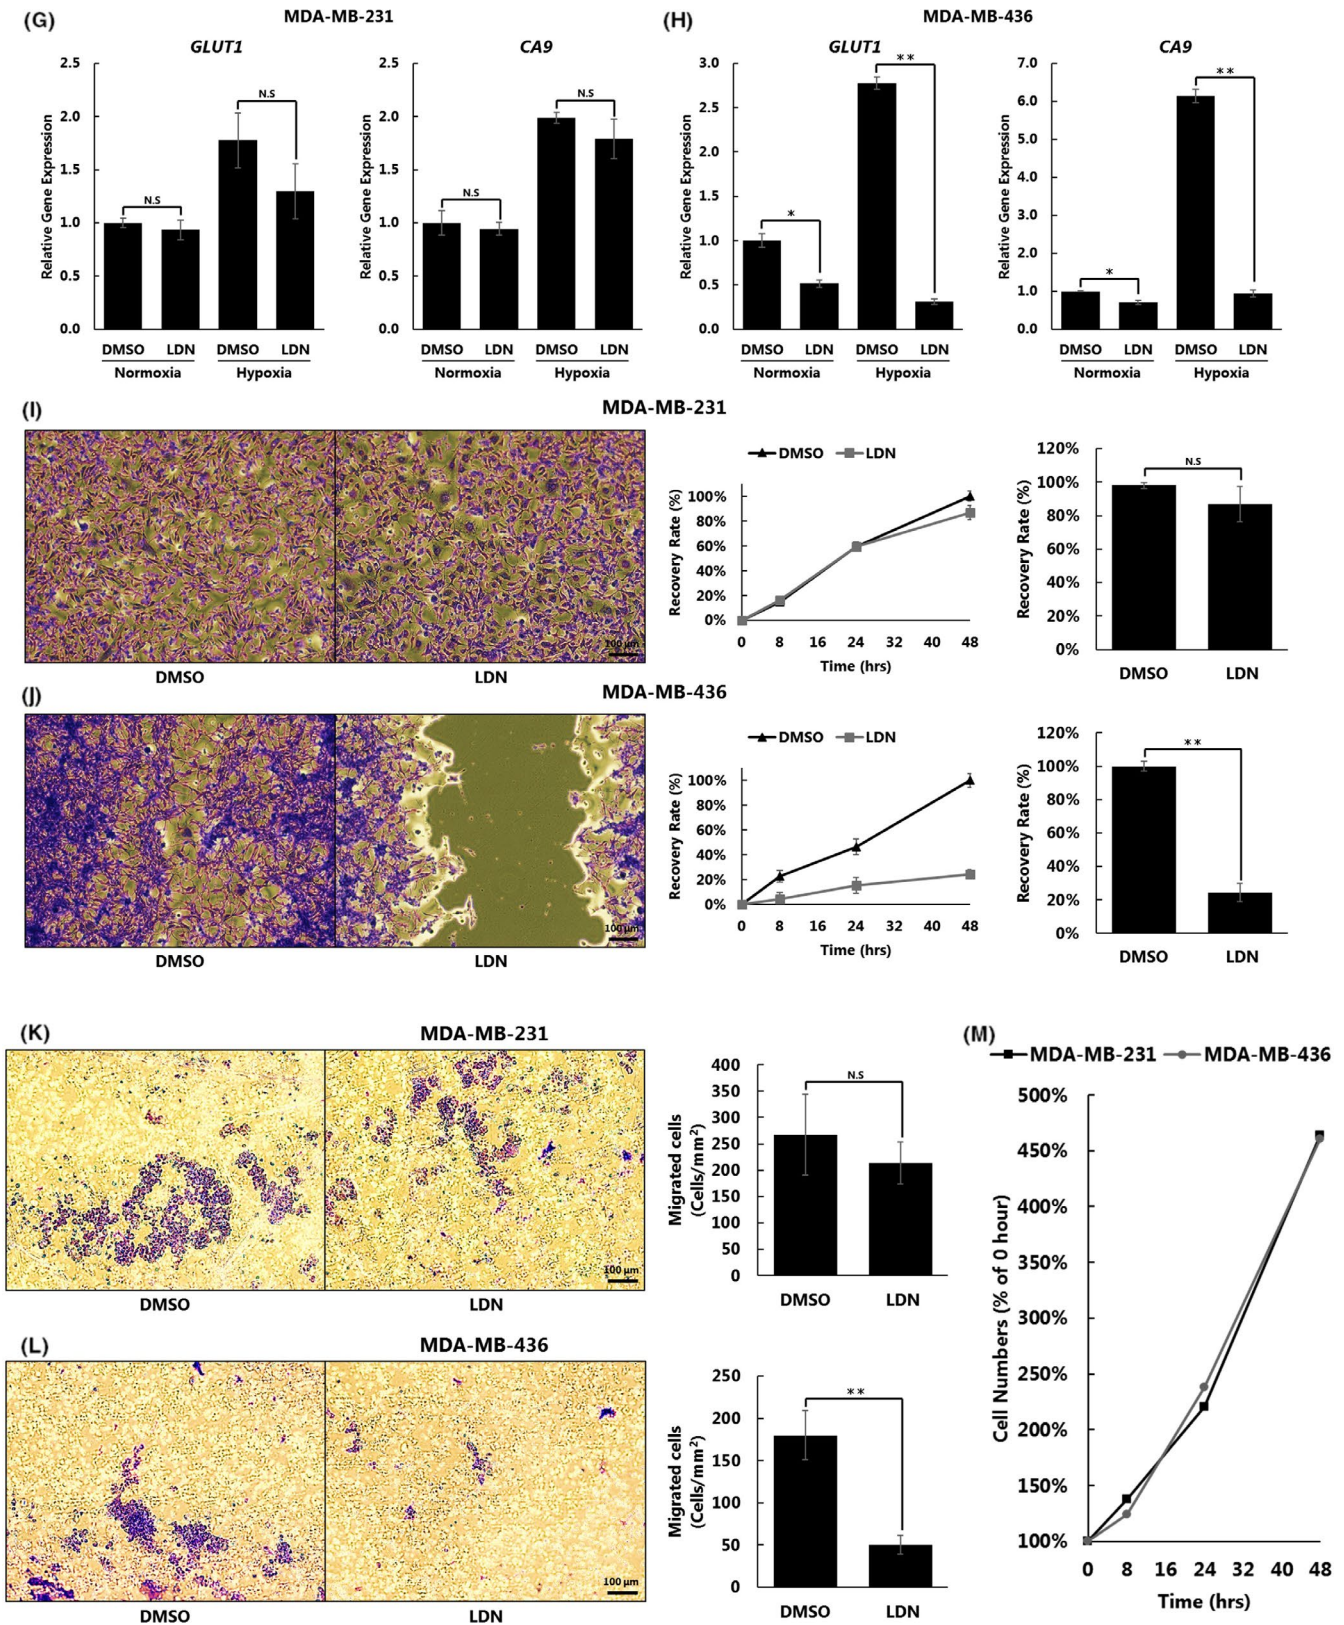 (G) MDA-MB-231
GLUT1
Relative Gene Expression
2.5
2.0
1.5
1.0
0.5
0.0
N.S
N.S
DMSO LDN DMSO LDN
Normoxia Hypoxia
CA9
Relative Gene Expression
2.5
2.0
1.5
1.0
0.5
0.0
N.S
N.S
DMSO LDN DMSO LDN
Normoxia Hypoxia
(H) MDA-MB-436
GLUT1
Relative Gene Expression
3.0
2.5
2.0
1.5
1.0
0.5
0.0
*
**
DMSO LDN DMSO LDN
Normoxia Hypoxia
CA9
Relative Gene Expression
7.0
6.0
5.0
4.0
3.0
2.0
1.0
0.0
*
**
DMSO LDN DMSO LDN
Normoxia Hypoxia
(I) MDA-MB-231
100 μm
DMSO LDN
DMSO LDN
Recovery Rate (%)
100%
80%
60%
40%
20%
0%
0 8 16 24 32 40 48
Time (hrs)
Recovery Rate (%)
120%
100%
80%
60%
40%
20%
0%
N.S
DMSO LDN
(J) MDA-MB-436
100 μm
DMSO LDN
DMSO LDN
Recovery Rate (%)
100%
80%
60%
40%
20%
0%
0 8 16 24 32 40 48
Time (hrs)
Recovery Rate (%)
120%
100%
80%
60%
40%
20%
0%
**
DMSO LDN
(K) MDA-MB-231
100 μm
DMSO LDN
Migrated cells
(Cells/mm²)
400
350
300
250
200
150
100
50
0
N.S
DMSO LDN
(L) MDA-MB-436
100 μm
DMSO LDN
Migrated cells
(Cells/mm²)
250
200
150
100
50
0
**
DMSO LDN
(M) MDA-MB-231 MDA-MB-436
Cell Numbers (% of 0 hour)
500%
450%
400%
350%
300%
250%
200%
150%
100%
0 8 16 24 32 40 48
Time (hrs)